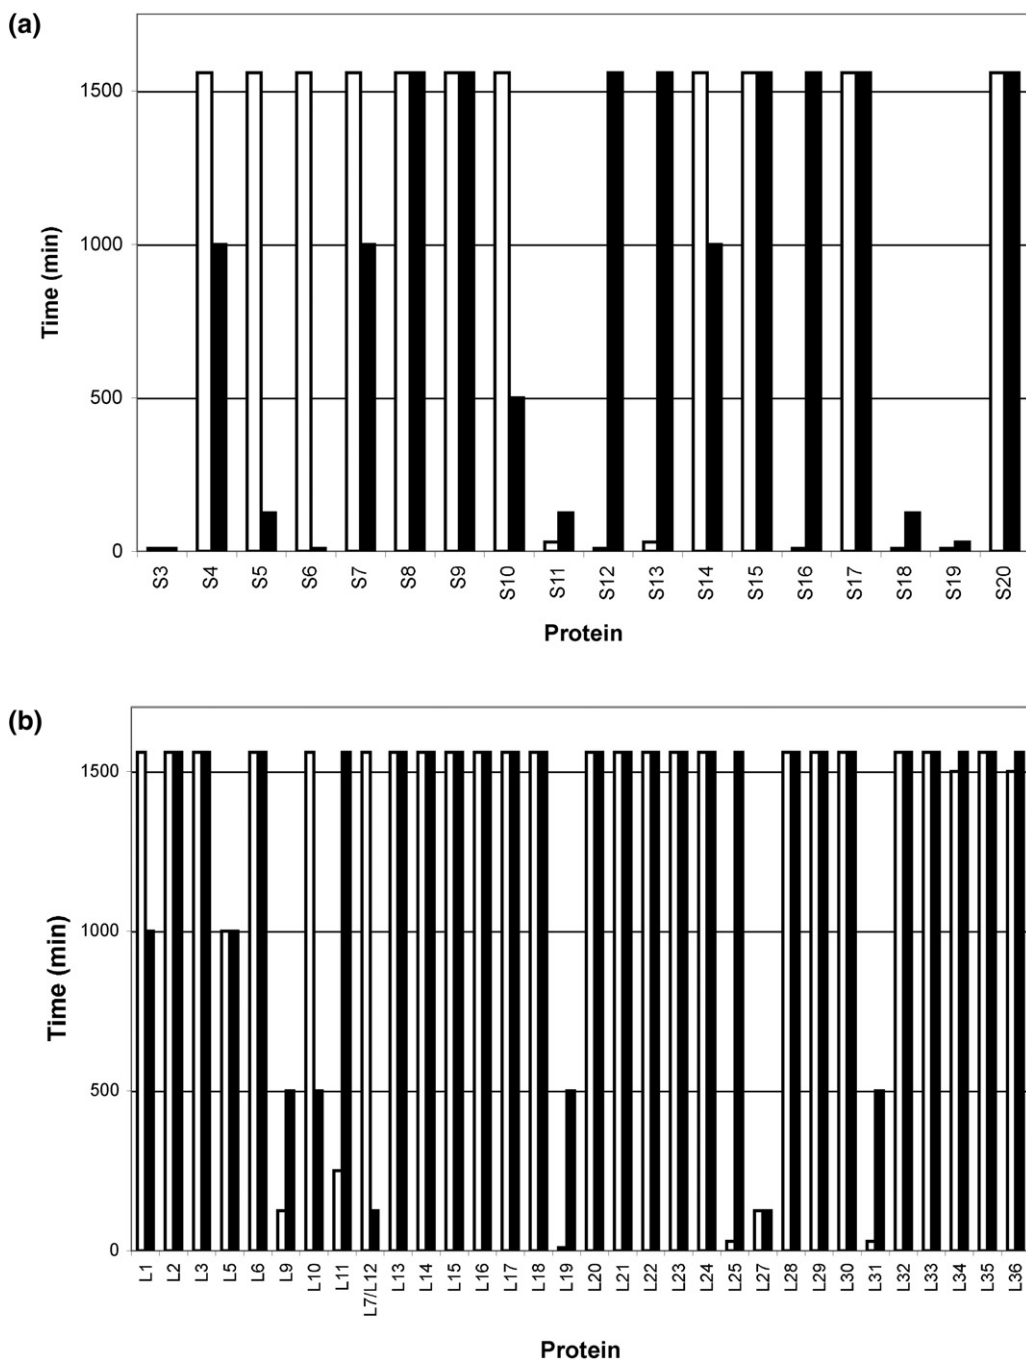 (a)
1500
1000
500
0
Time (min)
S3 S4 S5 S6 S7 S8 S9 S10 S11 S12 S13 S14 S15 S16 S17 S18 S19 S20
Protein
(b)
1500
1000
500
0
Time (min)
L1 L2 L3 L5 L6 L9 L10 L11 L7/L12 L13 L14 L15 L16 L17 L18 L19 L20 L21 L22 L23 L24 L25 L27 L28 L29 L30 L31 L32 L33 L34 L35 L36
Protein